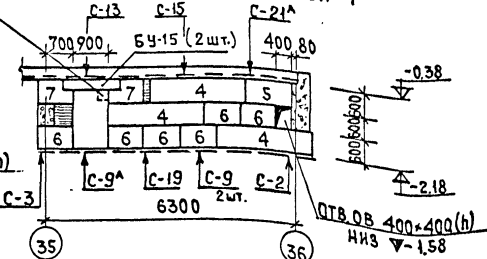 С-13 С-15 С-21А
700 900 БУ-15 (2 шт.) 400 80
7 7 4 5
4 6 6
6 6 6 6 4
-0.38
600 600 600
-2.18
С-3 С-9А С-19 С-9 С-2
2шт.
6300
ОТВ. ОВ 400×400(h)
НИЗ -1.58
35 36